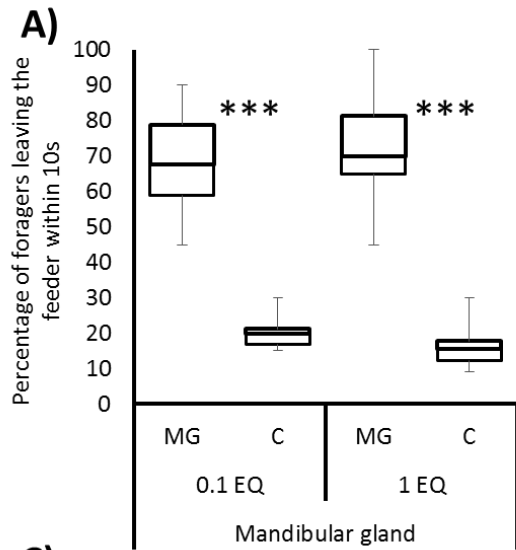 A)
Percentage of foragers leaving the
feeder within 10s
100
90
80
70
60
50
40
30
20
10
0
*** ***
MG C MG C
0.1 EQ 1 EQ
Mandibular gland